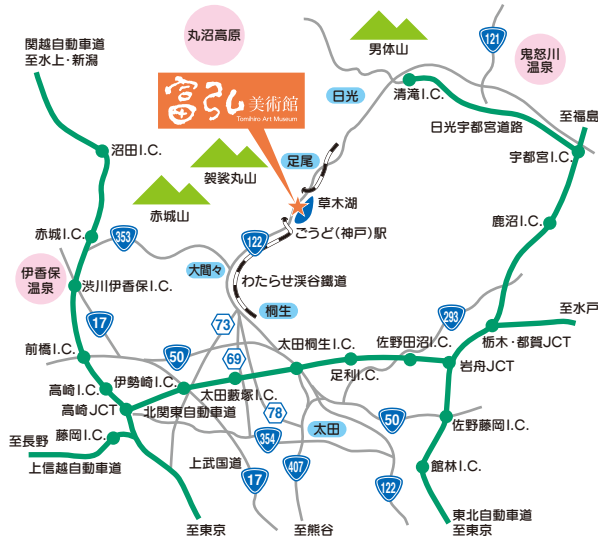 関越自動車道
至水上・新潟
丸沼高原
男体山
121
鬼怒川
温泉
富弘美術館
Tomihiro Art Museum
日光
清滝I.C.
日光宇都宮道路
至福島
宇都宮I.C.
沼田I.C.
袈裟丸山
足尾
草木湖
赤城山
鹿沼I.C.
赤城I.C.
353
122
ごうど(神戸)駅
伊香保
温泉
大間々
わたらせ渓谷鐵道
渋川伊香保I.C.
桐生
至水戸
17
73
293
栃木・都賀JCT
前橋I.C.
50
69
太田桐生I.C.
佐野田沼I.C.
岩舟JCT
高崎I.C.
伊勢崎I.C.
太田藪塚I.C.
足利I.C.
高崎JCT
北関東自動車道
78
50
至長野
藤岡I.C.
354
太田
佐野藤岡I.C.
上信越自動車道
上武国道
17
407
122
館林I.C.
至東京
至熊谷
東北自動車道
至東京